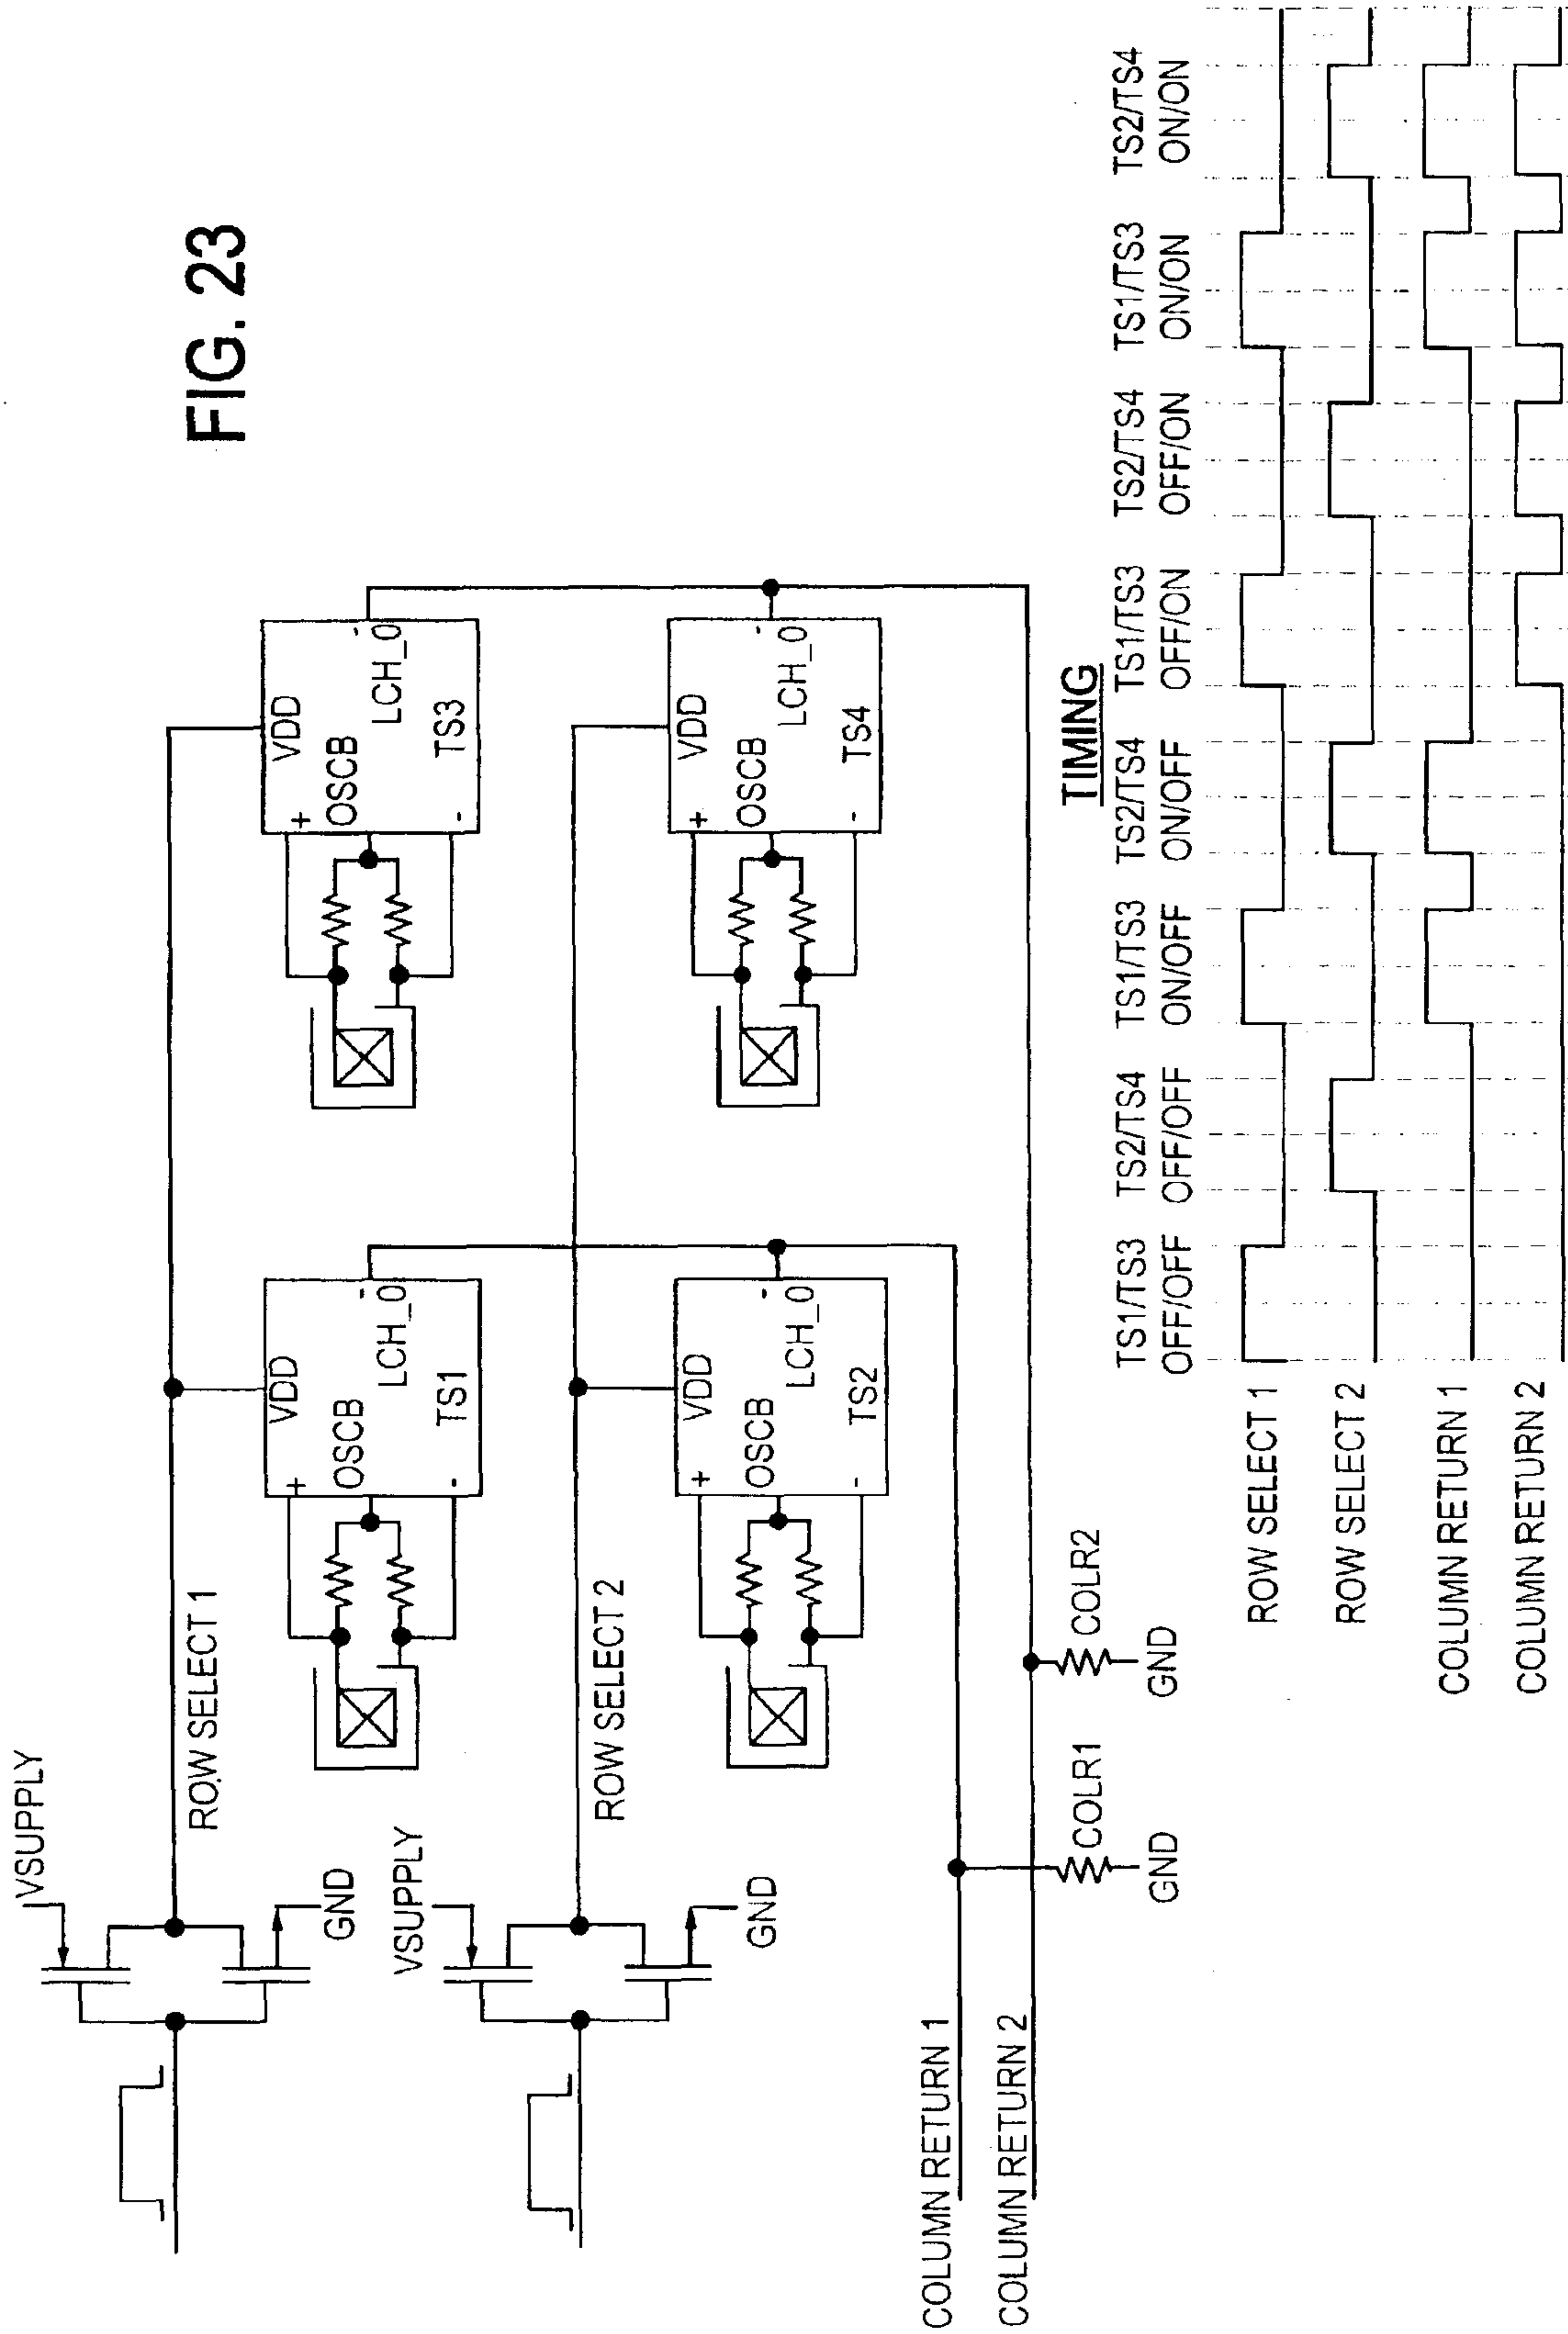 FIG. 23
VSUPPLY
ROW SELECT 1
GND
VDD
+
OSCB
-
LCH_0
-
TS1
VDD
+
OSCB
-
LCH_0
-
TS3
VSUPPLY
ROW SELECT 2
GND
VDD
+
OSCB
-
LCH_0
-
TS2
VDD
+
OSCB
-
LCH_0
-
TS4
COLUMN RETURN 1
COLUMN RETURN 2
COLR1
COLR2
GND
GND
TIMING
TS1/TS3 TS2/TS4 TS1/TS3 TS2/TS4 TS1/TS3 TS2/TS4 TS1/TS3 TS2/TS4
OFF/OFF OFF/OFF ON/OFF ON/OFF OFF/ON OFF/ON ON/ON ON/ON
ROW SELECT 1
ROW SELECT 2
COLUMN RETURN 1
COLUMN RETURN 2